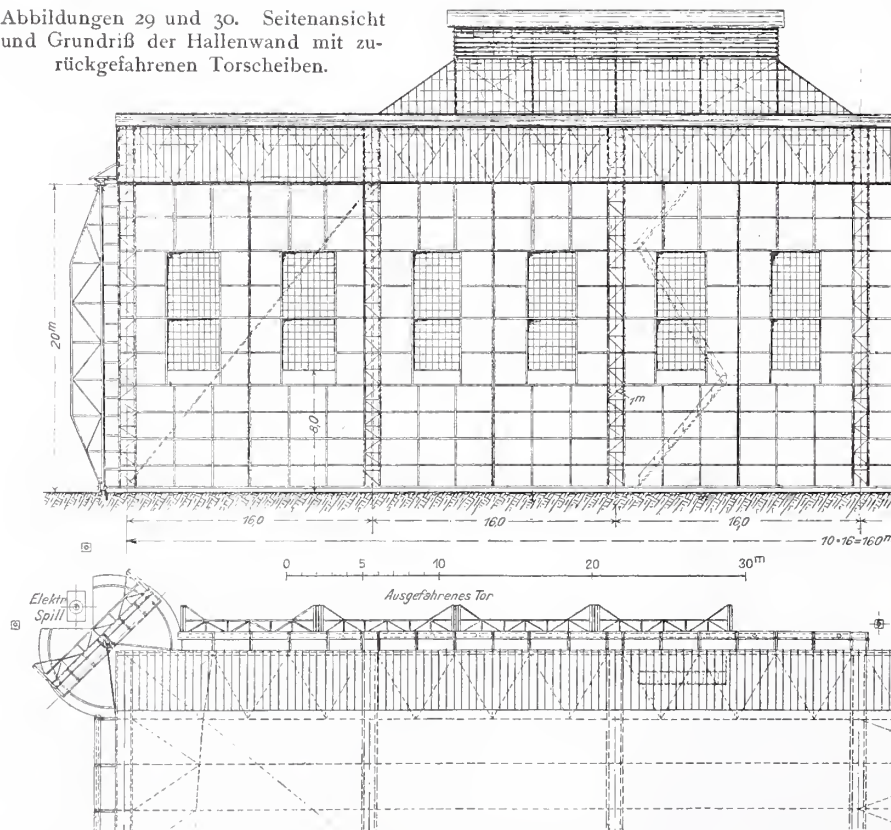 Abbildungen 29 und 30. Seitenansicht
und Grundriß der Hallenwand mit zu-
rückgefahrenen Torscheiben.
20m
8,0
1m
16,0 16,0 16,0
10·16=160m
0 5 10 20 30m
Elektr.
Spill
Ausgefahrenes Tor